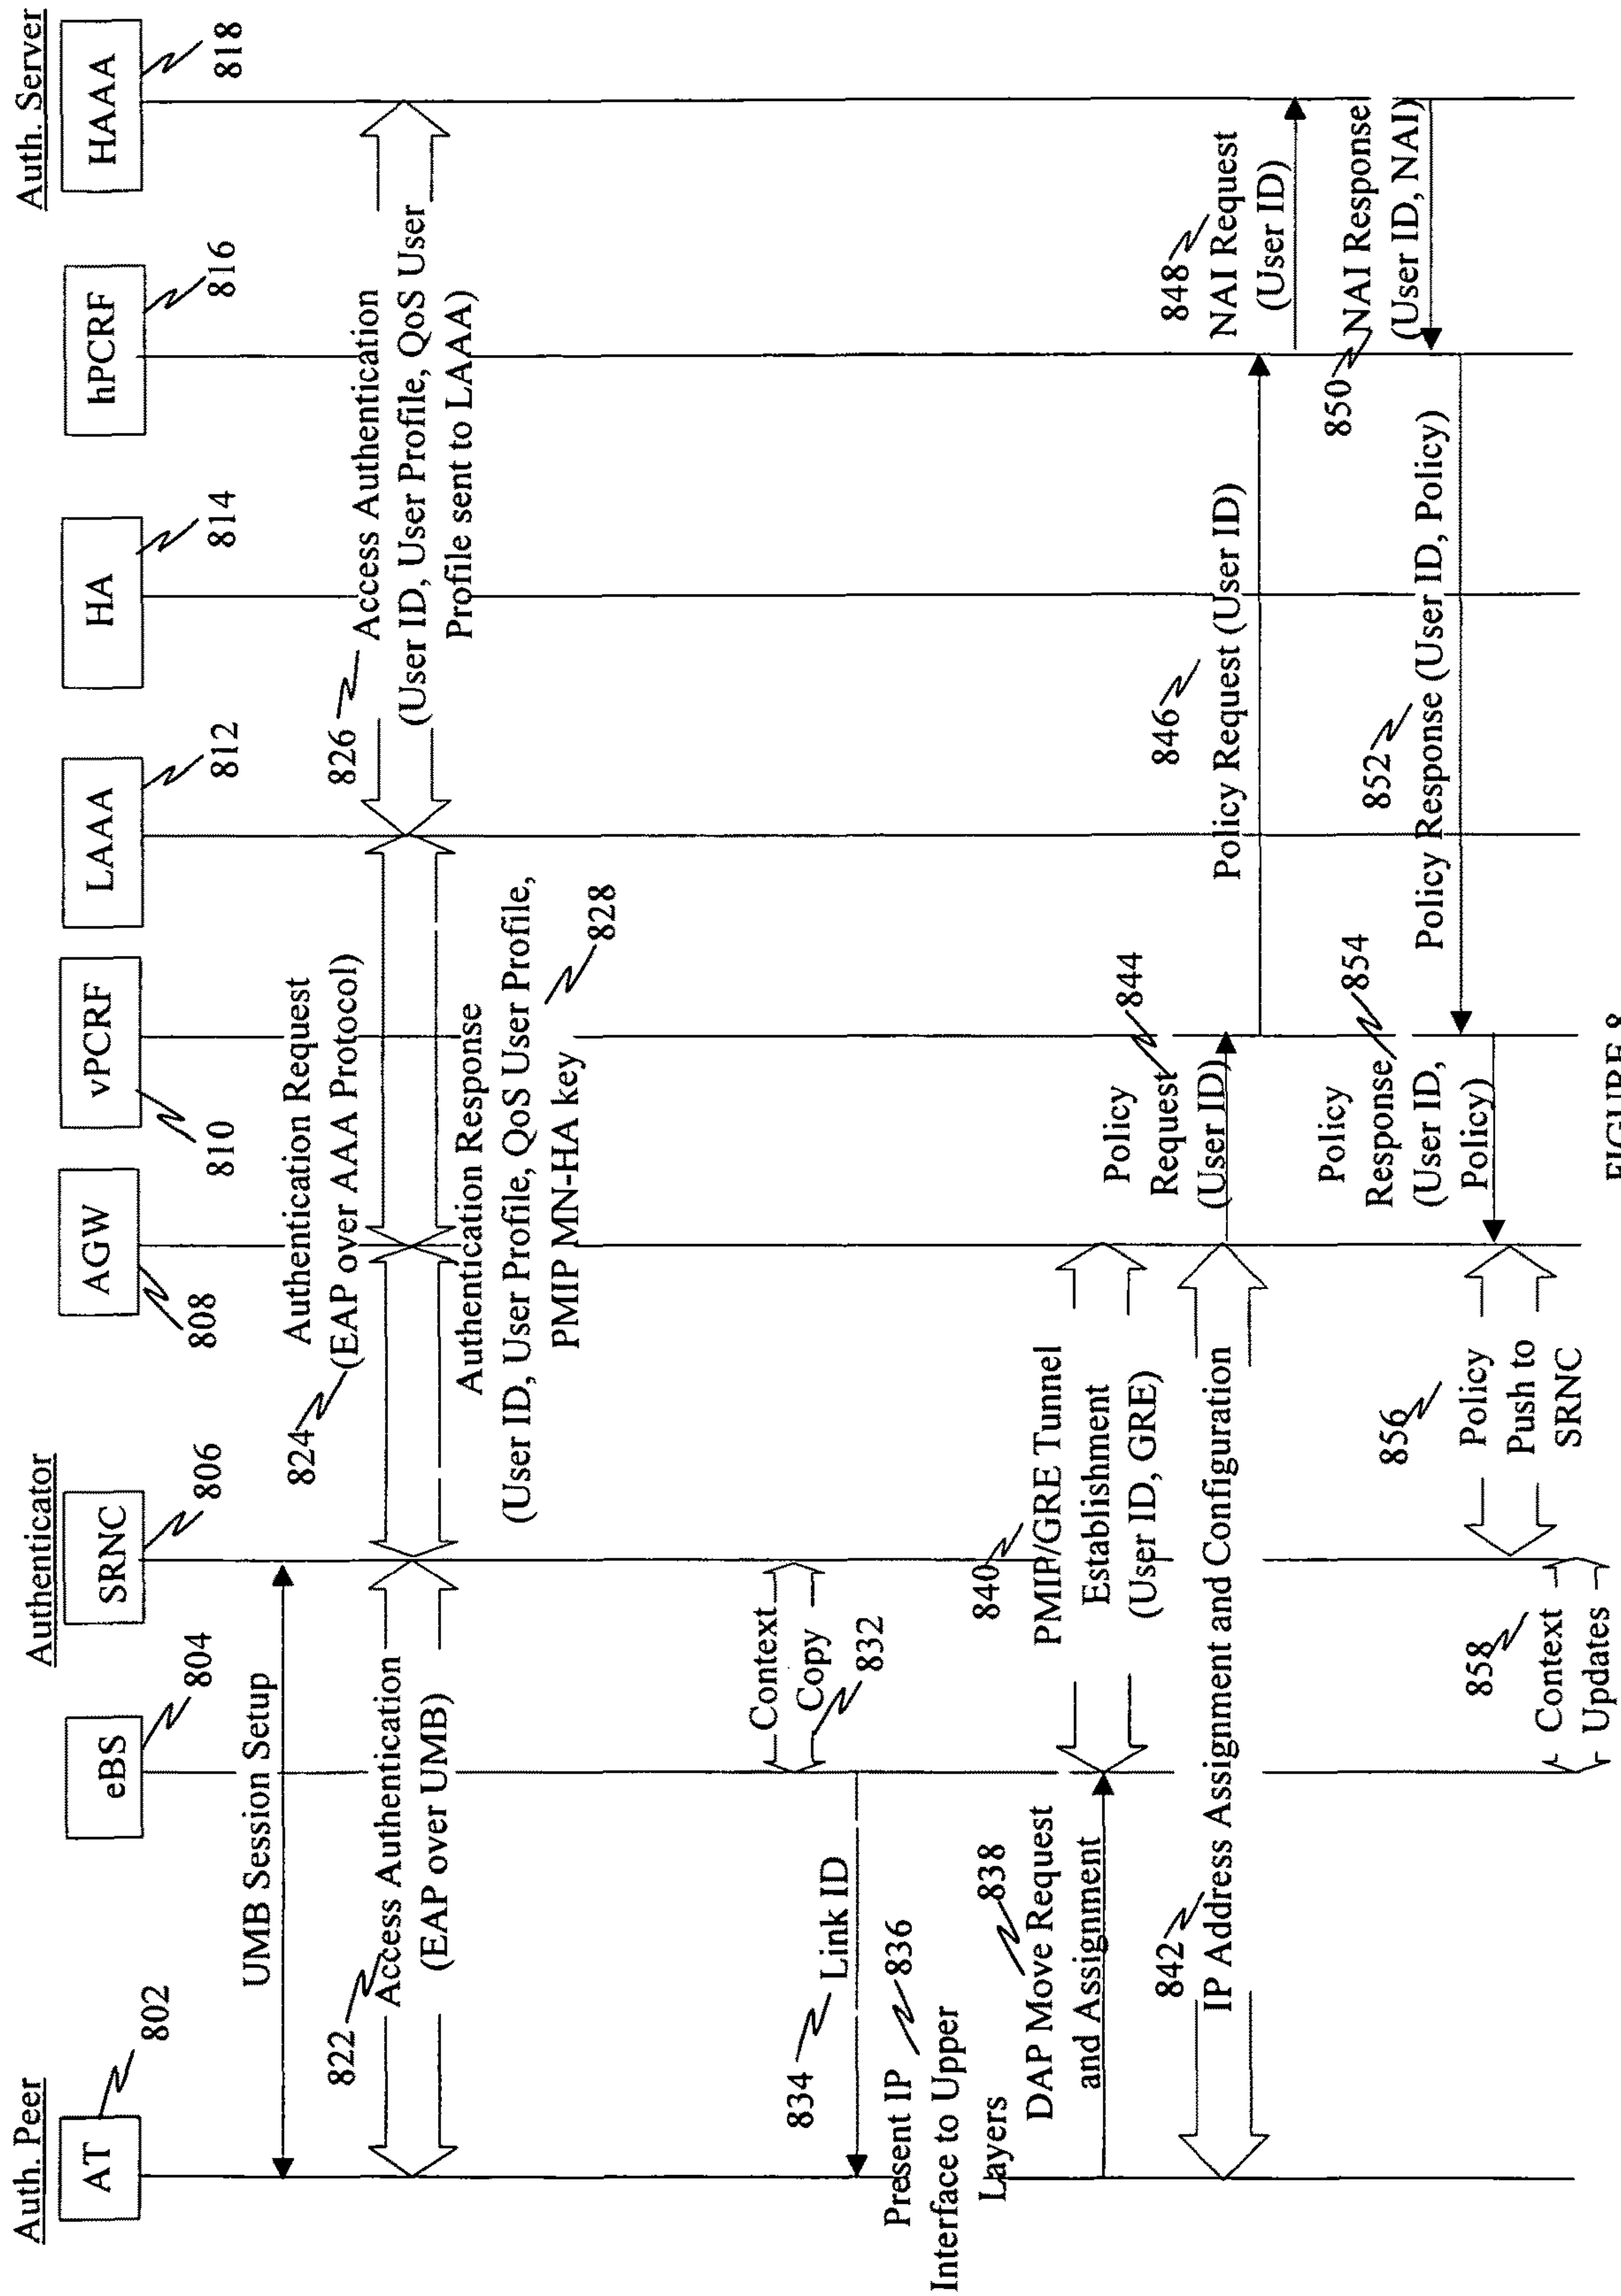 Auth. Peer
Authenticator
Auth. Server
AT
802
eBS
804
SRNC
806
AGW
808
vPCRF
810
LAAA
812
HA
814
hPCRF
816
HAAA
818
UMB Session Setup
822
Access Authentication
(EAP over UMB)
824
Authentication Request
(EAP over AAA Protocol)
Authentication Response
(User ID, User Profile, QoS User Profile,
PMIP MN-HA key
828
826
Access Authentication
(User ID, User Profile, QoS User
Profile sent to LAAA)
Context
Copy
832
834
Link ID
Present IP
Interface to Upper
Layers
836
838
DAP Move Request
and Assignment
840
PMIP/GRE Tunnel
Establishment
(User ID, GRE)
842
IP Address Assignment and Configuration
Policy
Request
(User ID)
844
846
Policy Request (User ID)
848
NAI Request
(User ID)
850
NAI Response
(User ID, NAI)
852
Policy Response (User ID, Policy)
Policy
Response
(User ID,
Policy)
854
856
Policy
Push to
SRNC
858
Context
Updates
FIGURE 8